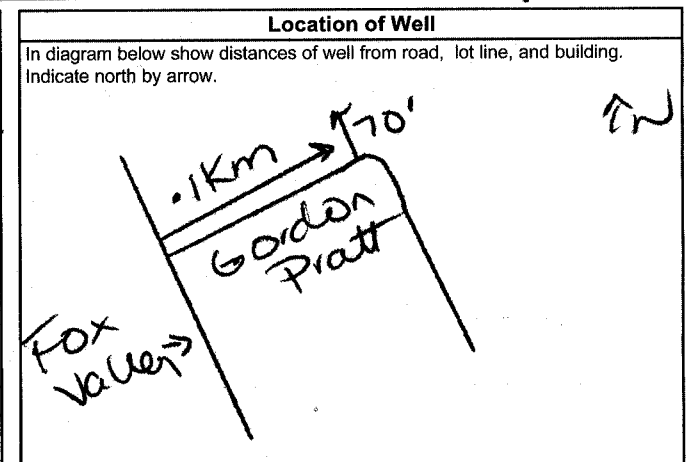 Location of Well
In diagram below show distances of well from road, lot line, and building.
Indicate north by arrow.
70'
N
.1Km
Gordon
Pratt
Fox
Valley